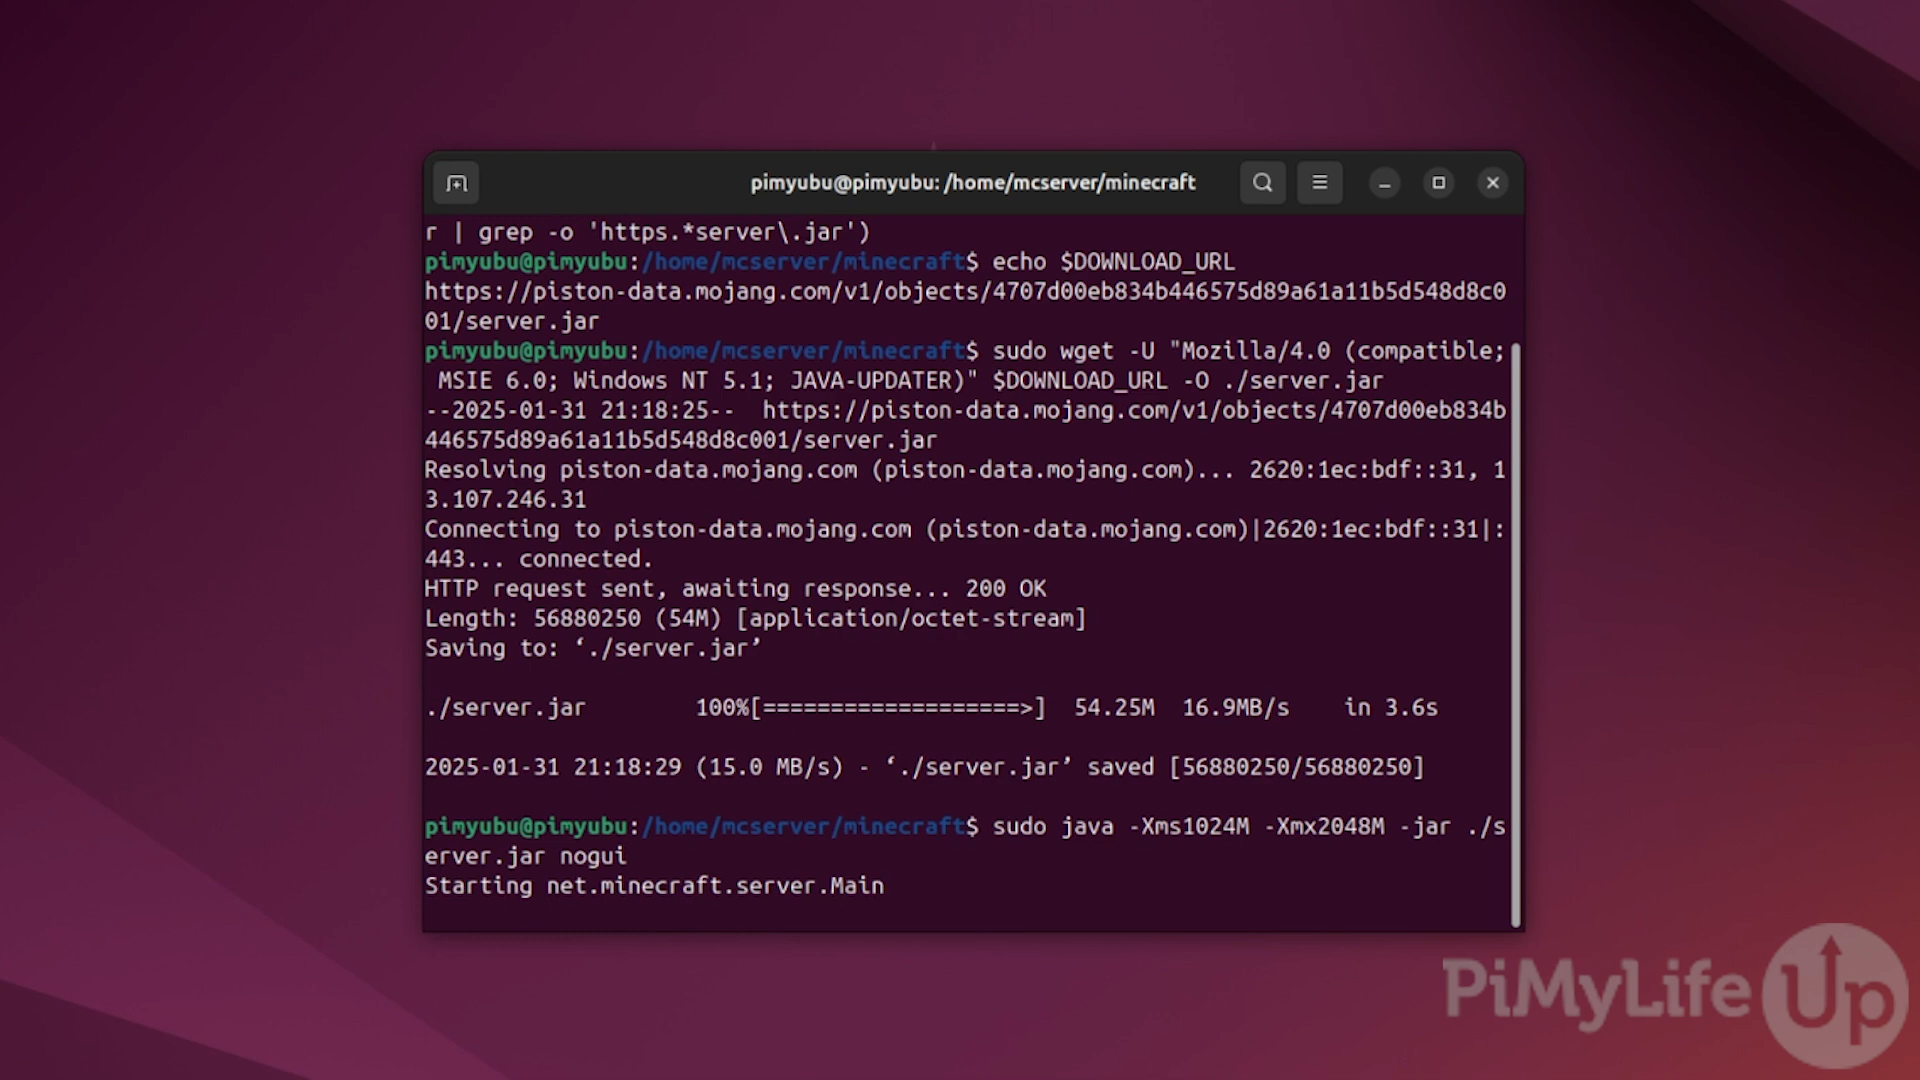 pimyubu@pimyubu: /home/mcserver/minecraft
r | grep -o 'https.*server\.jar')
pimyubu@pimyubu:/home/mcserver/minecraft$ echo $DOWNLOAD_URL
https://piston-data.mojang.com/v1/objects/4707d00eb834b446575d89a61a11b5d548d8c0
01/server.jar
pimyubu@pimyubu:/home/mcserver/minecraft$ sudo wget -U "Mozilla/4.0 (compatible;
 MSIE 6.0; Windows NT 5.1; JAVA-UPDATER)" $DOWNLOAD_URL -O ./server.jar
--2025-01-31 21:18:25--  https://piston-data.mojang.com/v1/objects/4707d00eb834b
446575d89a61a11b5d548d8c001/server.jar
Resolving piston-data.mojang.com (piston-data.mojang.com)... 2620:1ec:bdf::31, 1
3.107.246.31
Connecting to piston-data.mojang.com (piston-data.mojang.com)|2620:1ec:bdf::31|:
443... connected.
HTTP request sent, awaiting response... 200 OK
Length: 56880250 (54M) [application/octet-stream]
Saving to: ‘./server.jar’
./server.jar        100%[===================>]  54.25M  16.9MB/s    in 3.6s
2025-01-31 21:18:29 (15.0 MB/s) - ‘./server.jar’ saved [56880250/56880250]
pimyubu@pimyubu:/home/mcserver/minecraft$ sudo java -Xms1024M -Xmx2048M -jar ./s
erver.jar nogui
Starting net.minecraft.server.Main
PiMyLifeUp